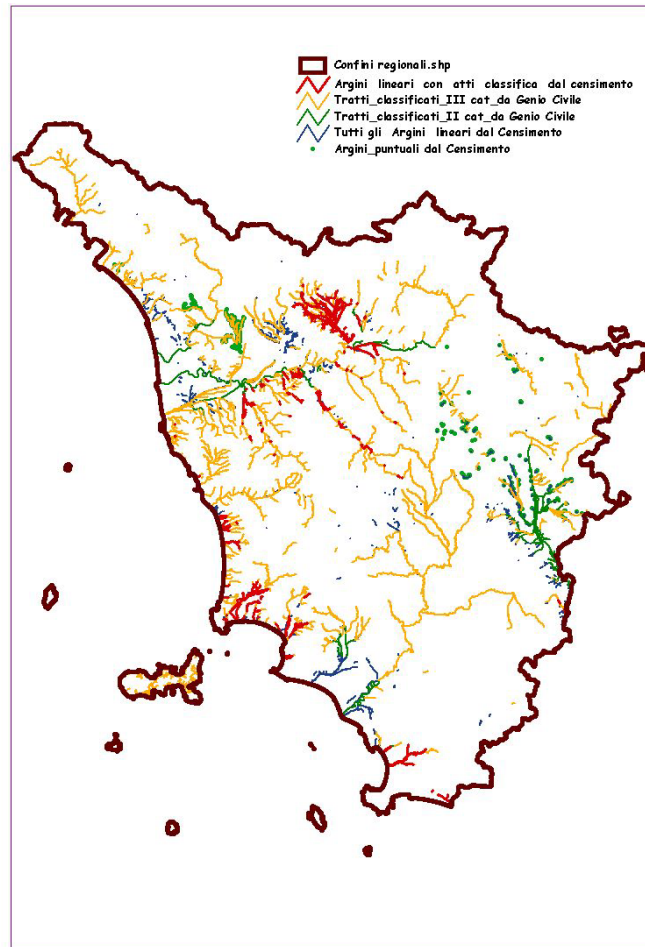 Confini regionali.shp
Argini lineari con atti classifica dal censimento
Tratti_classificati_III cat_da Genio Civile
Tratti_classificati_II cat_da Genio Civile
Tutti gli Argini lineari dal Censimento
Argini_puntuali dal Censimento